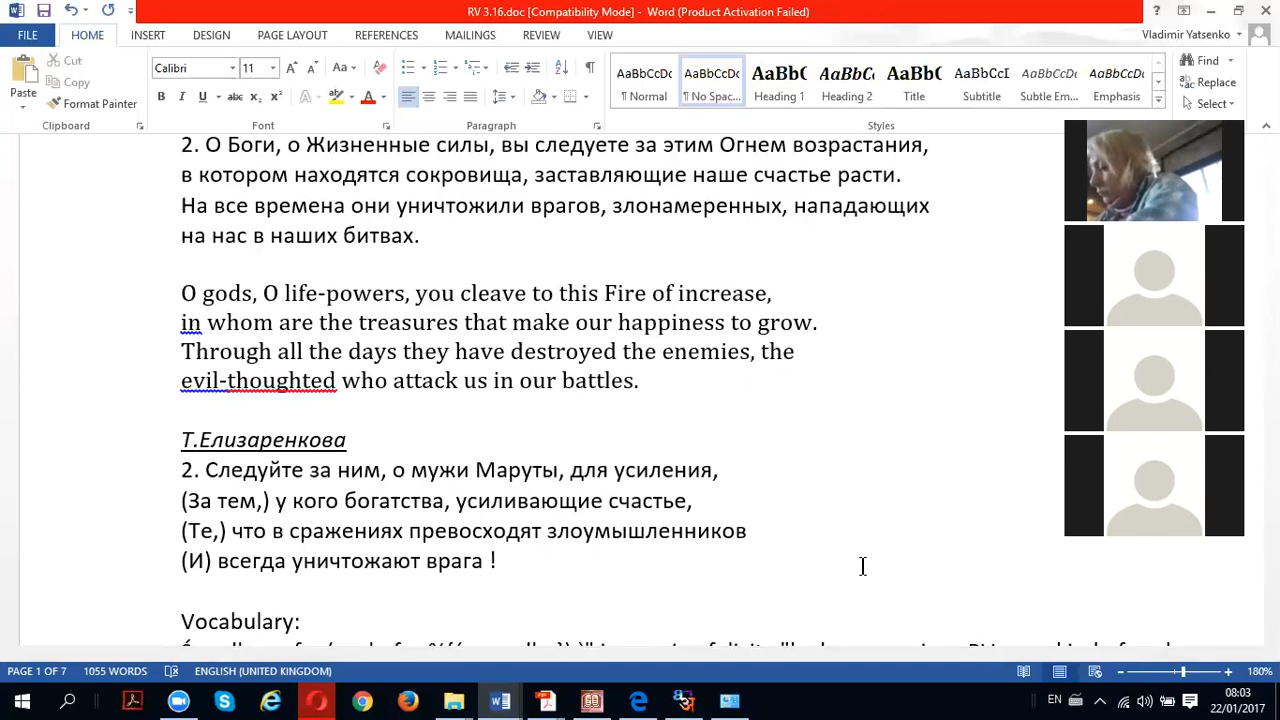 RV 3.16.doc [Compatibility Mode] - Word (Product Activation Failed)
FILE HOME INSERT DESIGN PAGE LAYOUT REFERENCES MAILINGS REVIEW VIEW Vladimir Yatsenko
Cut
Copy
Format Painter
Paste
Clipboard
Calibri 11
Font
Paragraph
AaBbCcDc AaBbCcDc AaBbC AaBbCc AaBbC AaBbCcI AaBbCcDc AaBbCcDc
¶ Normal ¶ No Spac... Heading 1 Heading 2 Title Subtitle Subtle Em... Emphasis
Styles
Find
Replace
Select
2. О Боги, о Жизненные силы, вы следуете за этим Огнем возрастания,
в котором находятся сокровища, заставляющие наше счастье расти.
На все времена они уничтожили врагов, злонамеренных, нападающих
на нас в наших битвах.
O gods, O life-powers, you cleave to this Fire of increase,
in whom are the treasures that make our happiness to grow.
Through all the days they have destroyed the enemies, the
evil-thoughted who attack us in our battles.
Т.Елизаренкова
2. Следуйте за ним, о мужи Маруты, для усиления,
(За тем,) у кого богатства, усиливающие счастье,
(Те,) что в сражениях превосходят злоумышленников
(И) всегда уничтожают врага !
Vocabulary:
PAGE 1 OF 7 1055 WORDS ENGLISH (UNITED KINGDOM) 180%
EN 08:03
22/01/2017